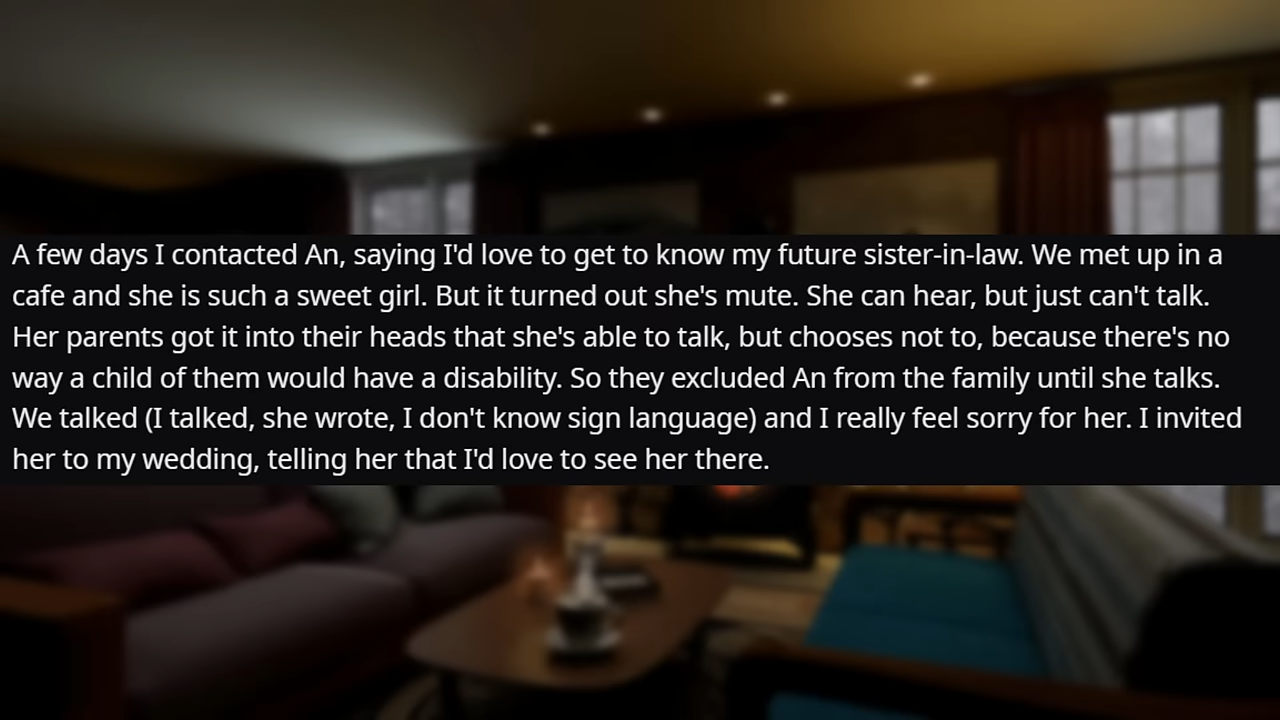 A few days I contacted An, saying I'd love to get to know my future sister-in-law. We met up in a
cafe and she is such a sweet girl. But it turned out she's mute. She can hear, but just can't talk.
Her parents got it into their heads that she's able to talk, but chooses not to, because there's no
way a child of them would have a disability. So they excluded An from the family until she talks.
We talked (I talked, she wrote, I don't know sign language) and I really feel sorry for her. I invited
her to my wedding, telling her that I'd love to see her there.